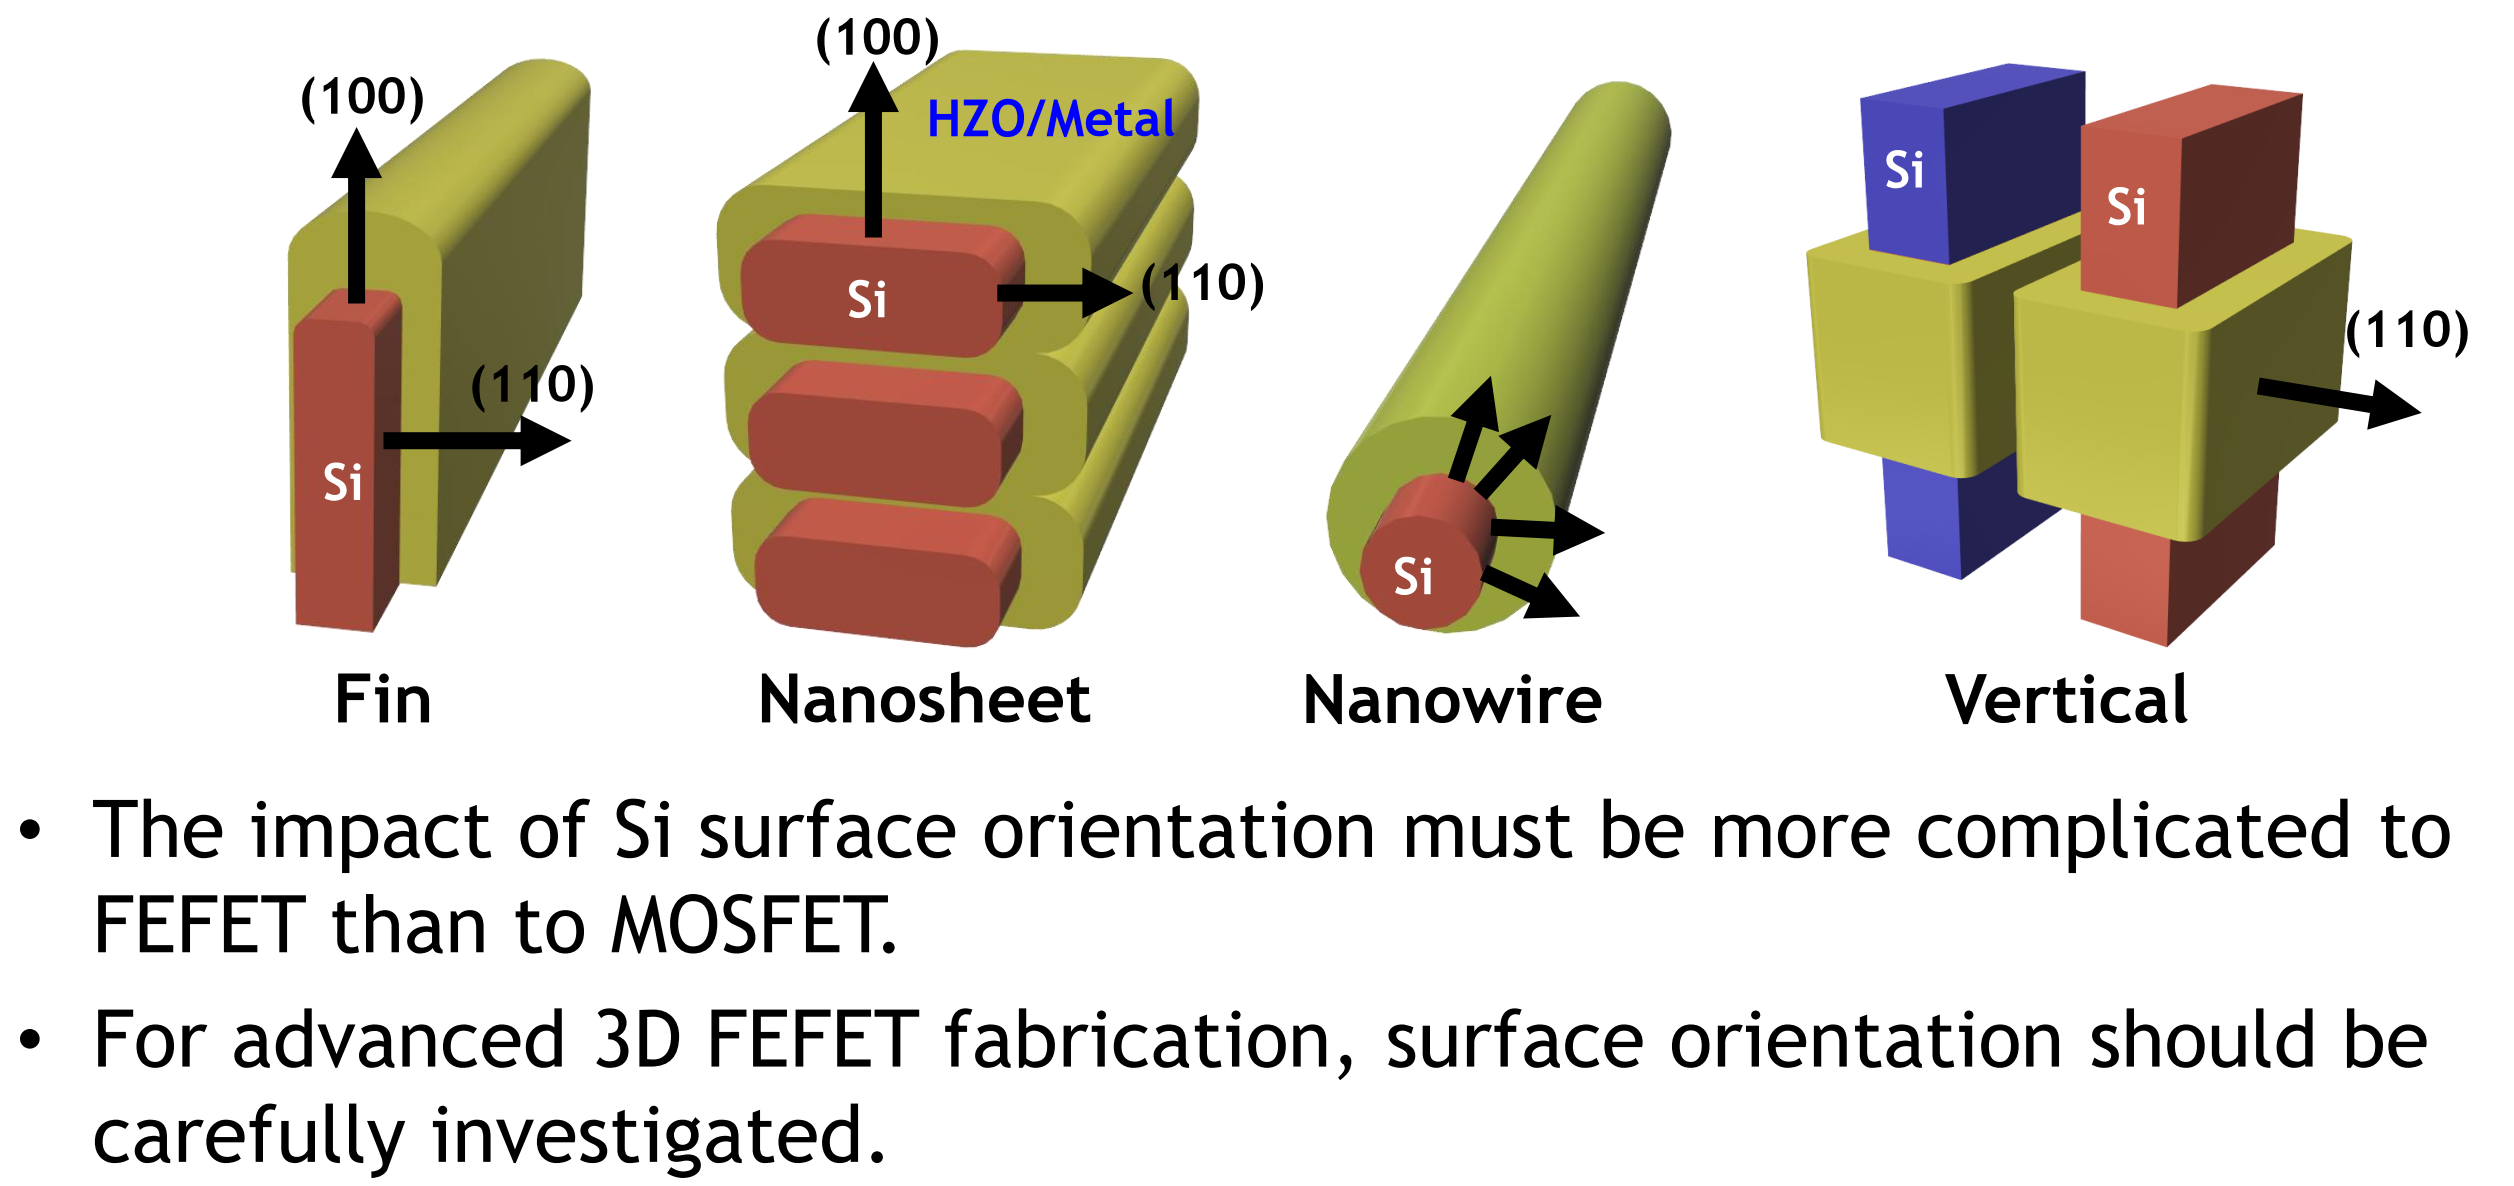 (100)
(100)
HZO/Metal
(110)
(110)
(110)
Si
Si
Si
Si
Si
Fin
Nanosheet
Nanowire
Vertical
• The impact of Si surface orientation must be more complicated to
FEFET than to MOSFET.
• For advanced 3D FEFET fabrication, surface orientation should be
carefully investigated.